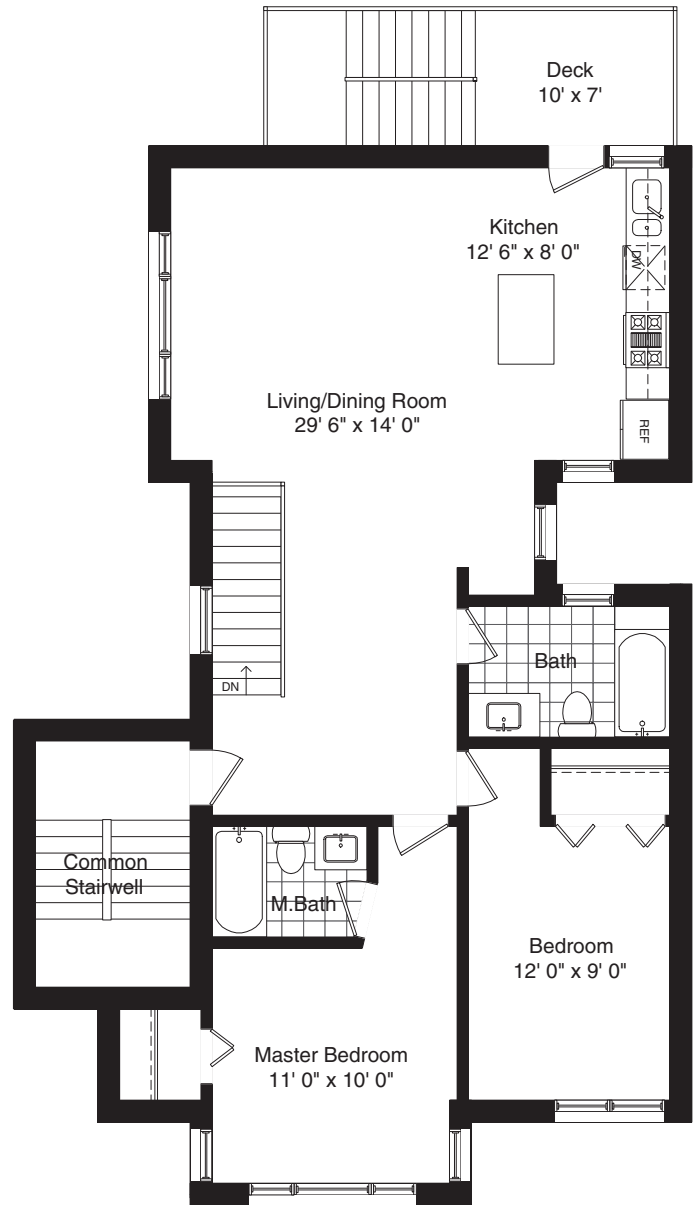 Deck
10' x 7'
Kitchen
12' 6" x 8' 0"
DW
Living/Dining Room
29' 6" x 14' 0"
REF
DN
Bath
Common
Stairwell
M.Bath
Bedroom
12' 0" x 9' 0"
Master Bedroom
11' 0" x 10' 0"